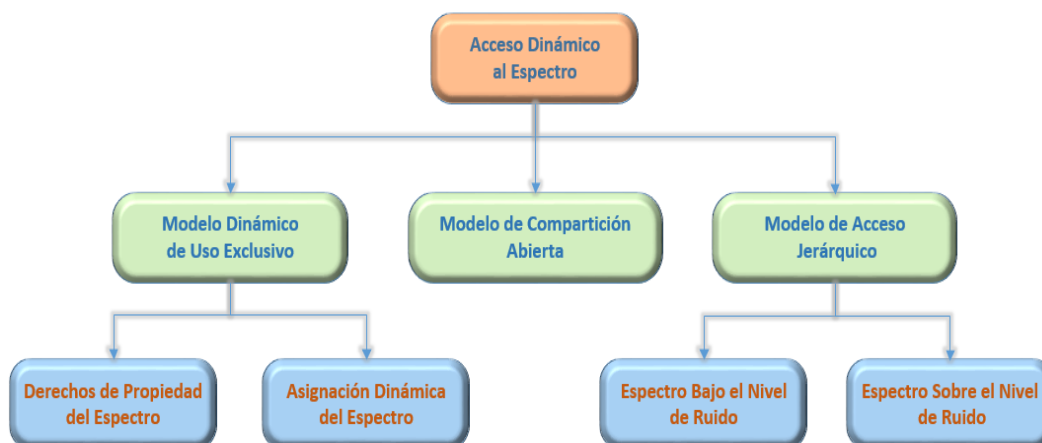 Acceso Dinámico
al Espectro
Modelo Dinámico
de Uso Exclusivo
Modelo de Compartición
Abierta
Modelo de Acceso
Jerárquico
Derechos de Propiedad
del Espectro
Asignación Dinámica
del Espectro
Espectro Bajo el Nivel
de Ruido
Espectro Sobre el Nivel
de Ruido